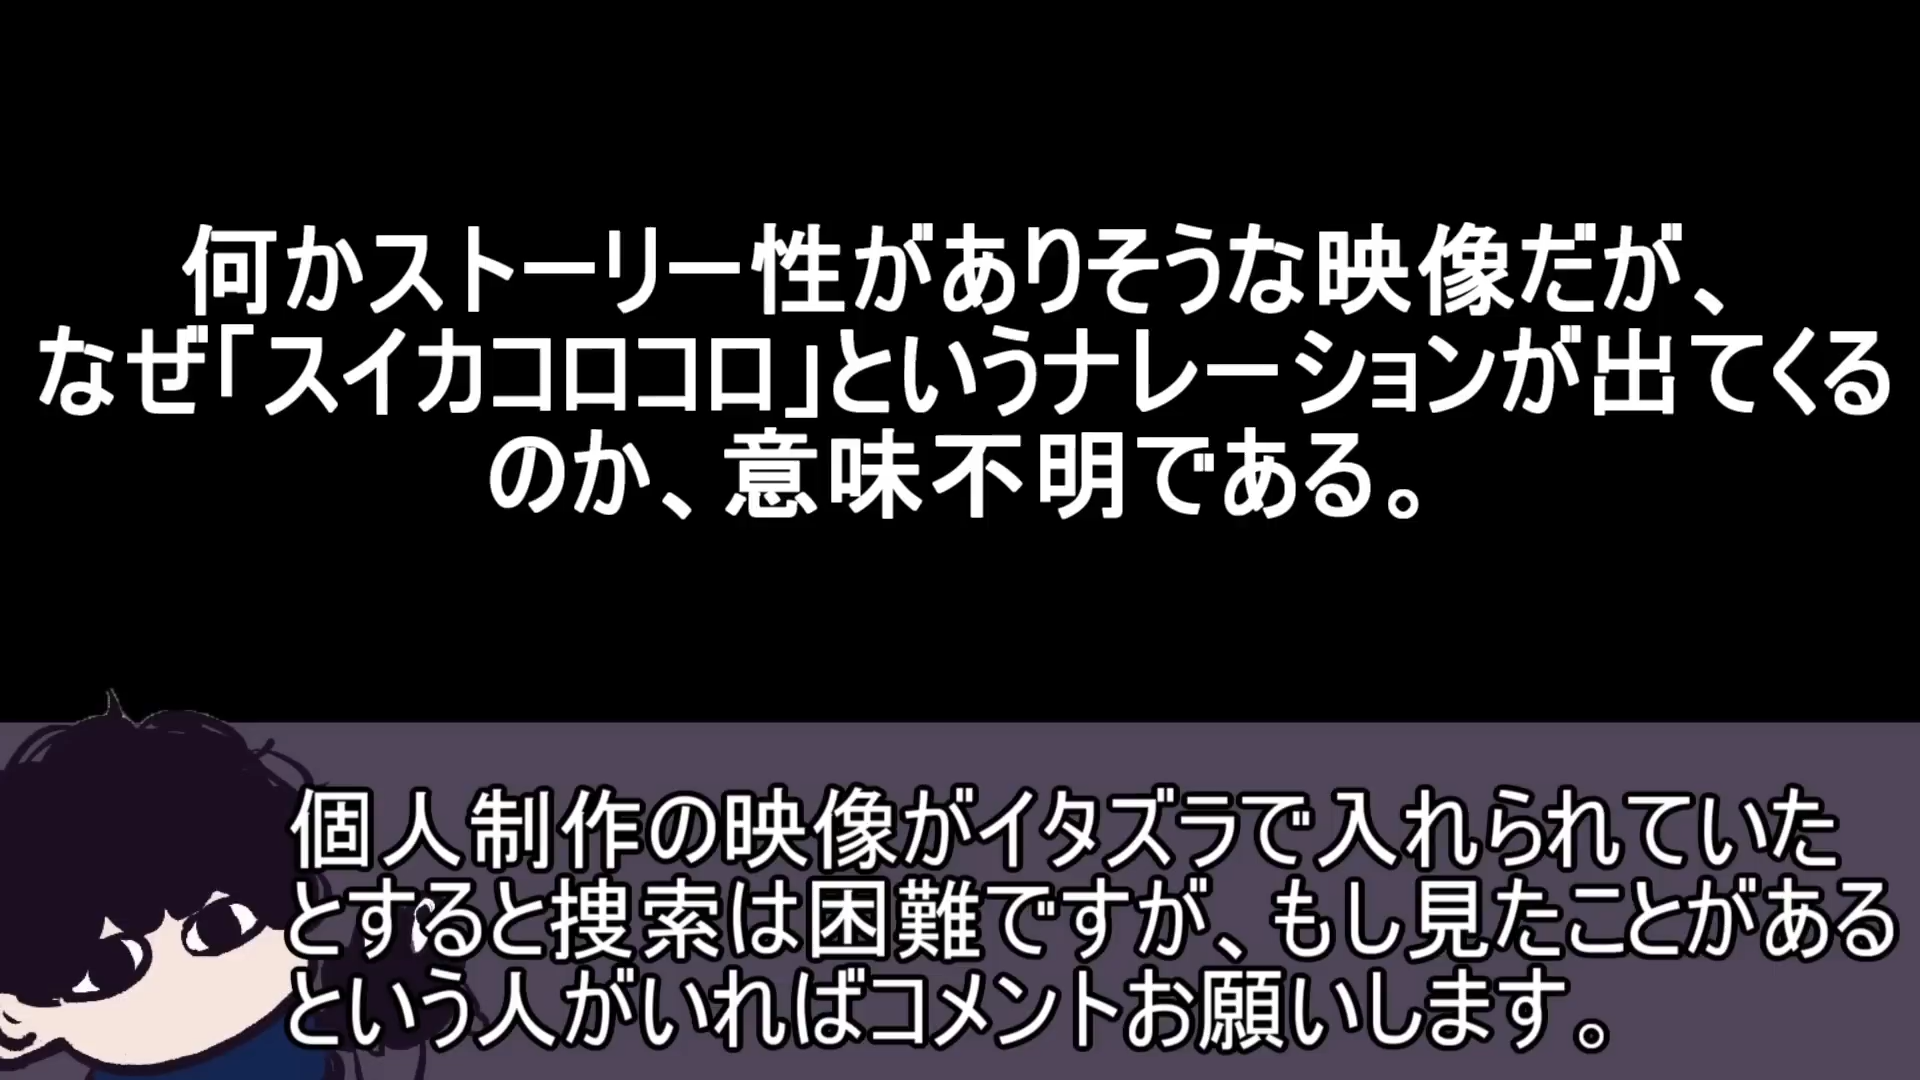 何かストーリー性がありそうな映像だが、
なぜ「スイカコロコロ」というナレーションが出てくる
のか、意味不明である。
個人制作の映像がイタズラで入れられていた
とすると捜索は困難ですが、もし見たことがある
という人がいればコメントお願いします。